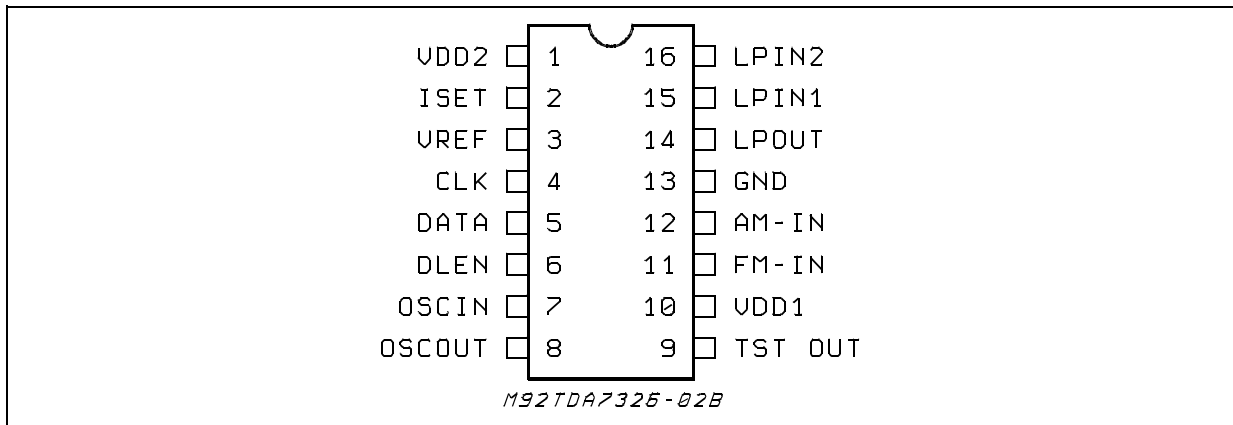 VDD2 1 16 LPIN2
ISET 2 15 LPIN1
VREF 3 14 LPOUT
CLK 4 13 GND
DATA 5 12 AM-IN
DLEN 6 11 FM-IN
OSCIN 7 10 VDD1
OSCOUT 8 9 TST OUT
M92TDA7326-02B